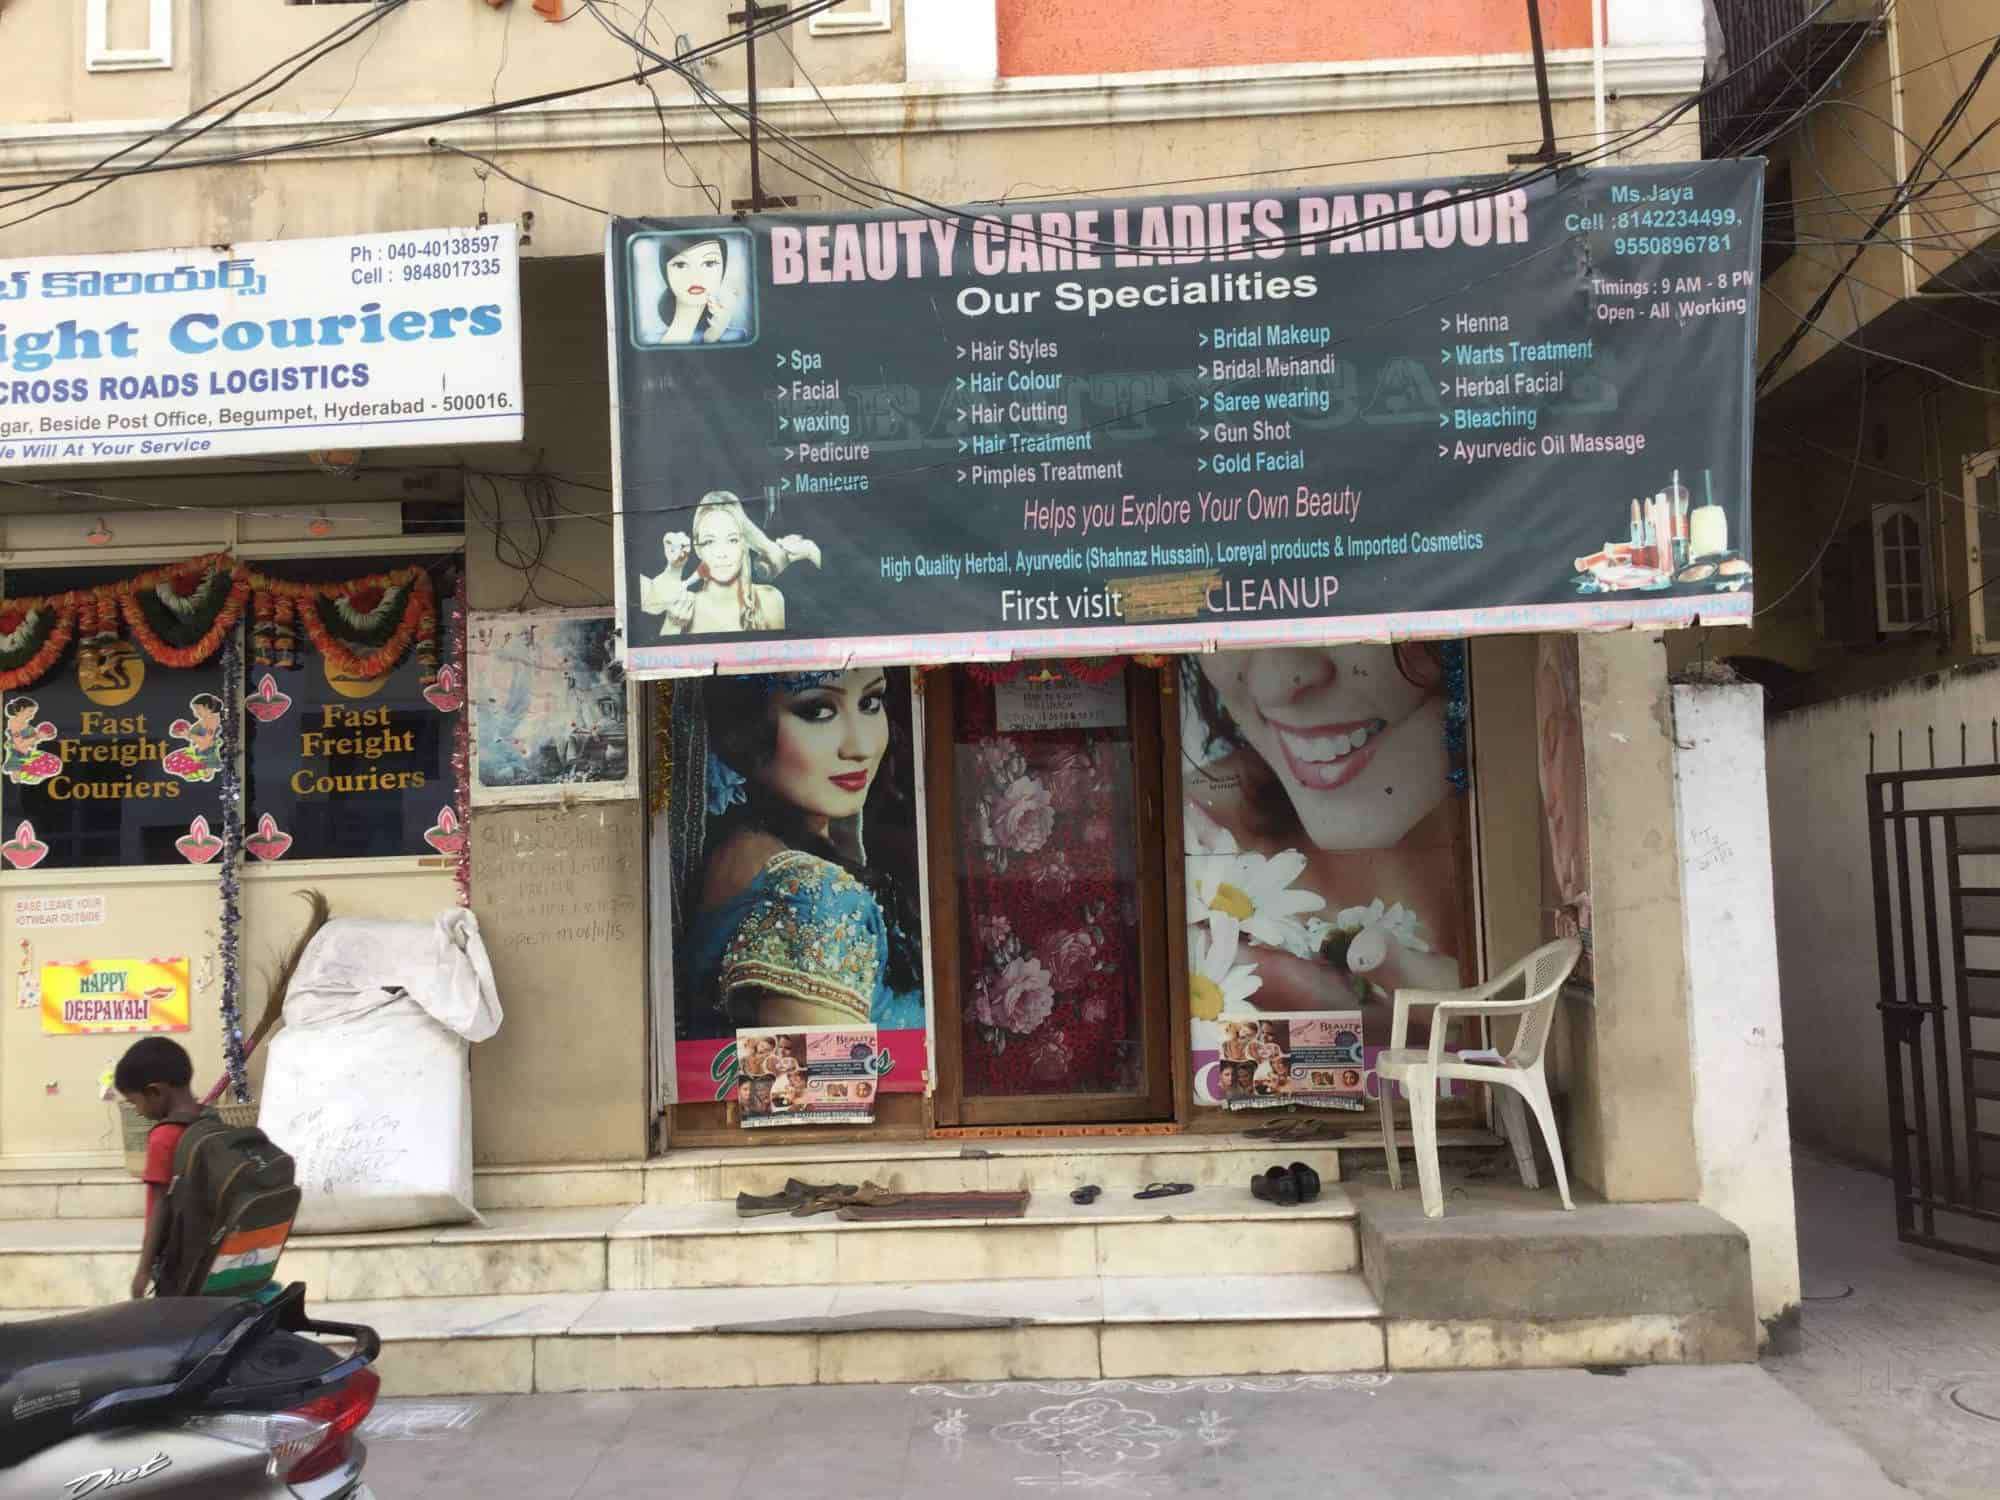 కొరియర్స్
Ph : 040-40138597
Cell : 9848017335
ight Couriers
CROSS ROADS LOGISTICS
gar, Beside Post Office, Begumpet, Hyderabad - 500016.
We Will At Your Service
BEAUTY CARE LADIES PARLOUR
Our Specialities
Ms.Jaya
Cell :8142234499,
9550896781
Timings : 9 AM - 8 PM
Open - All Working
> Spa
> Facial
> waxing
> Pedicure
> Manicure
> Hair Styles
> Hair Colour
> Hair Cutting
> Hair Treatment
> Pimples Treatment
> Bridal Makeup
> Bridal Mehandi
> Saree wearing
> Gun Shot
> Gold Facial
> Henna
> Warts Treatment
> Herbal Facial
> Bleaching
> Ayurvedic Oil Massage
Helps you Explore Your Own Beauty
High Quality Herbal, Ayurvedic (Shahnaz Hussain), Loreyal products & Imported Cosmetics
First visit CLEANUP
Fast
Freight
Couriers
Fast
Freight
Couriers
EASE LEAVE YOUR
OTWEAR OUTSIDE
HAPPY
DEEPAWALI
open
BEAUTY
BEAUTY
Duet